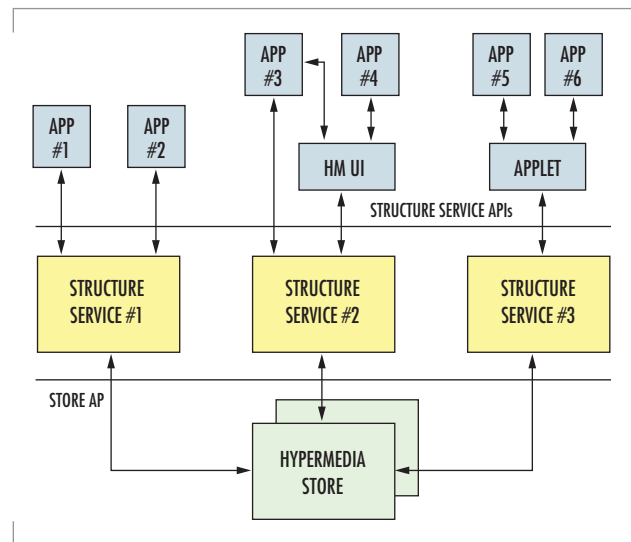 APP
#3
APP
#4
APP
#5
APP
#6
APP
#1
APP
#2
HM UI
APPLET
STRUCTURE SERVICE APIs
STRUCTURE
SERVICE #1
STRUCTURE
SERVICE #2
STRUCTURE
SERVICE #3
STORE AP
HYPERMEDIA
STORE